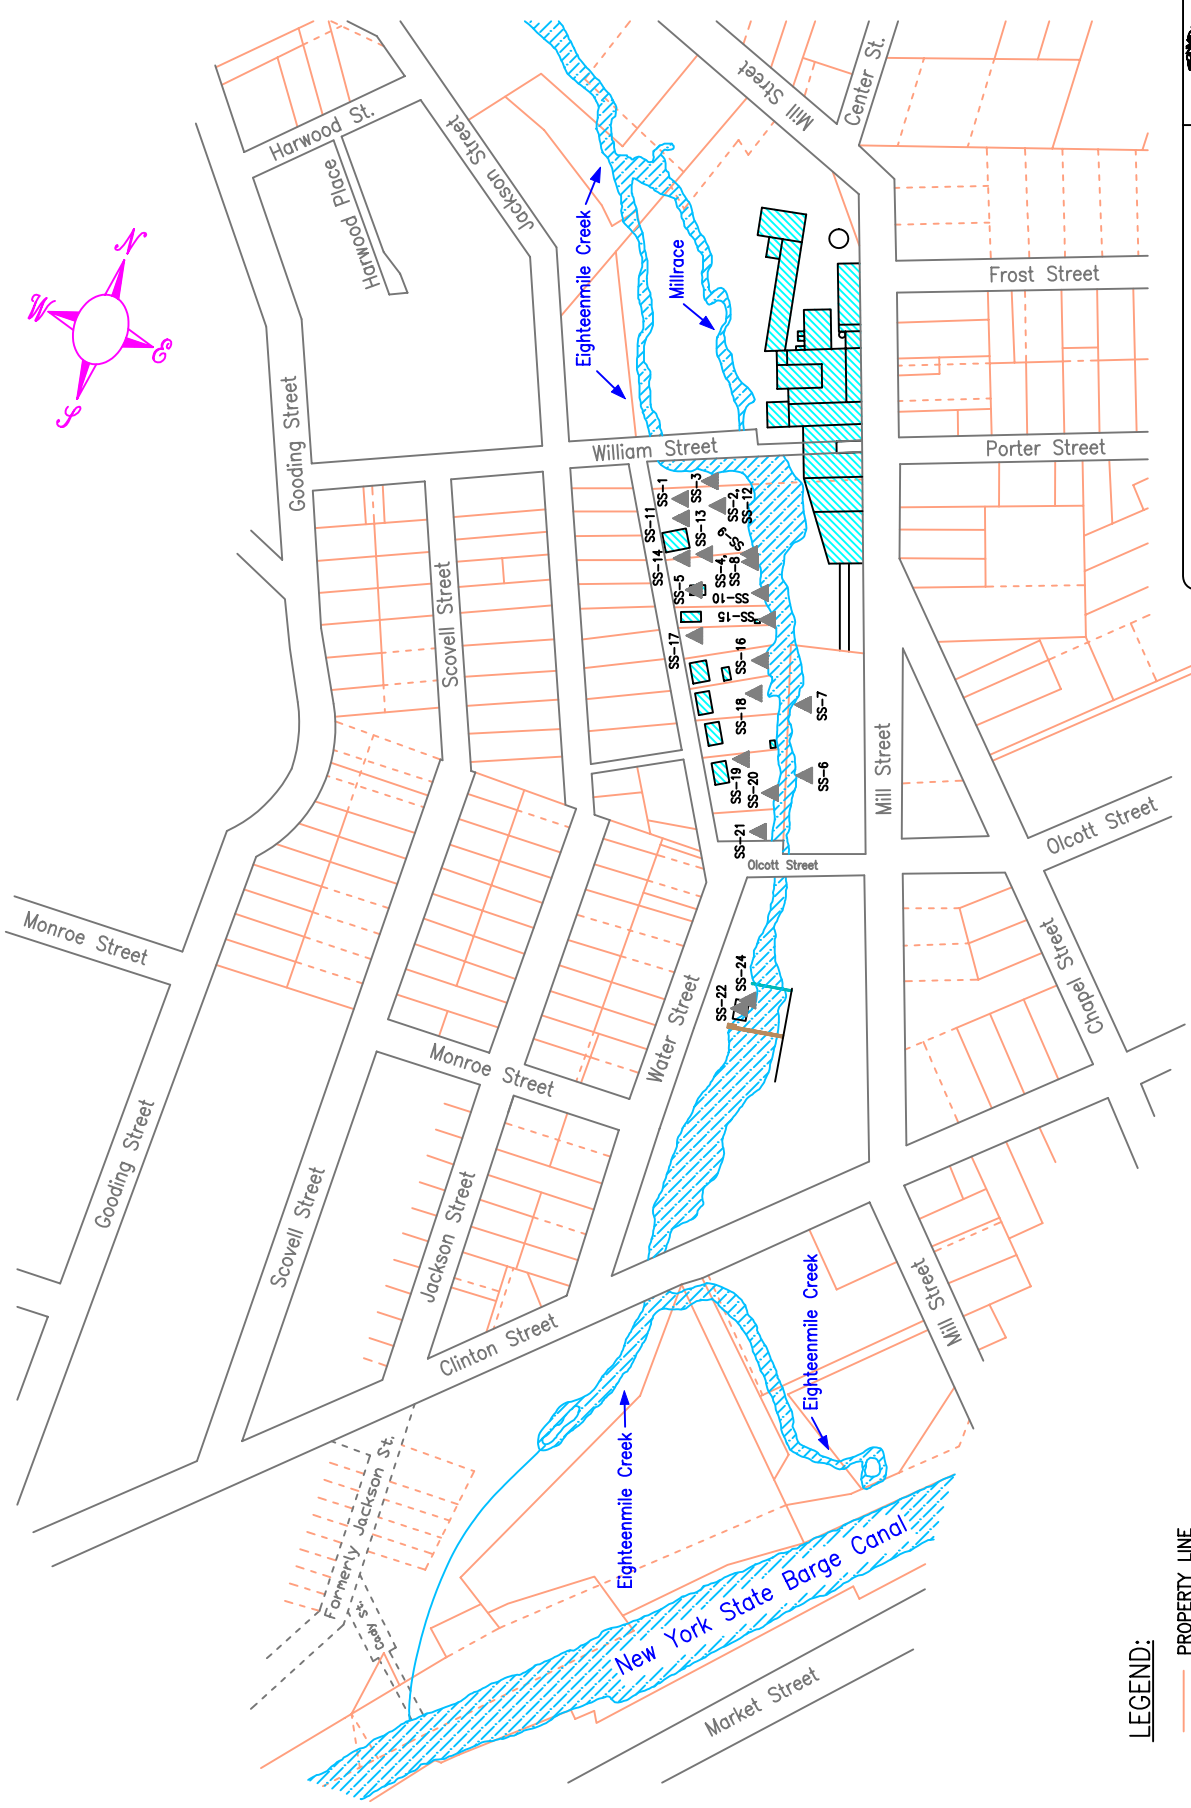 Harwood St.
Harwood Place
Jackson Street
Mill Street
Center St.
N
W
E
S
Eighteenmile Creek
Millrace
Frost Street
Gooding Street
William Street
Porter Street
SS-1
SS-3
SS-2,
SS-12
SS-11
SS-13
SS-9
SS-14
SS-4,
SS-8
SS-5
SS-10
SS-15
SS-17
SS-16
SS-18
SS-7
SS-19
SS-20
SS-6
SS-21
Scovell Street
Mill Street
Olcott Street
Olcott Street
Monroe Street
Chapel Street
SS-24
SS-22
Water Street
Monroe Street
Gooding Street
Scovell Street
Jackson Street
Clinton Street
Mill Street
Eighteenmile Creek
Eighteenmile Creek
Formerly Jackson St.
Cady St.
New York State Barge Canal
Market Street
LEGEND:
PROPERTY LINE